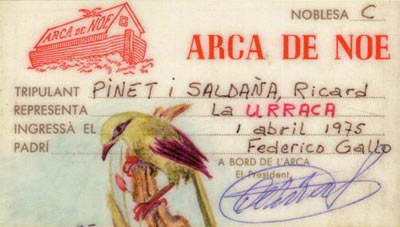 NOBLESA C
ARCA DE NOE
ARCA DE NOE
TRIPULANT PINET i SALDAÑA, Ricard
REPRESENTA La URRACA
INGRESSÀ EL 1 abril 1975
PADRÍ Federico Gallo
A BORD DE L'ARCA
El President,